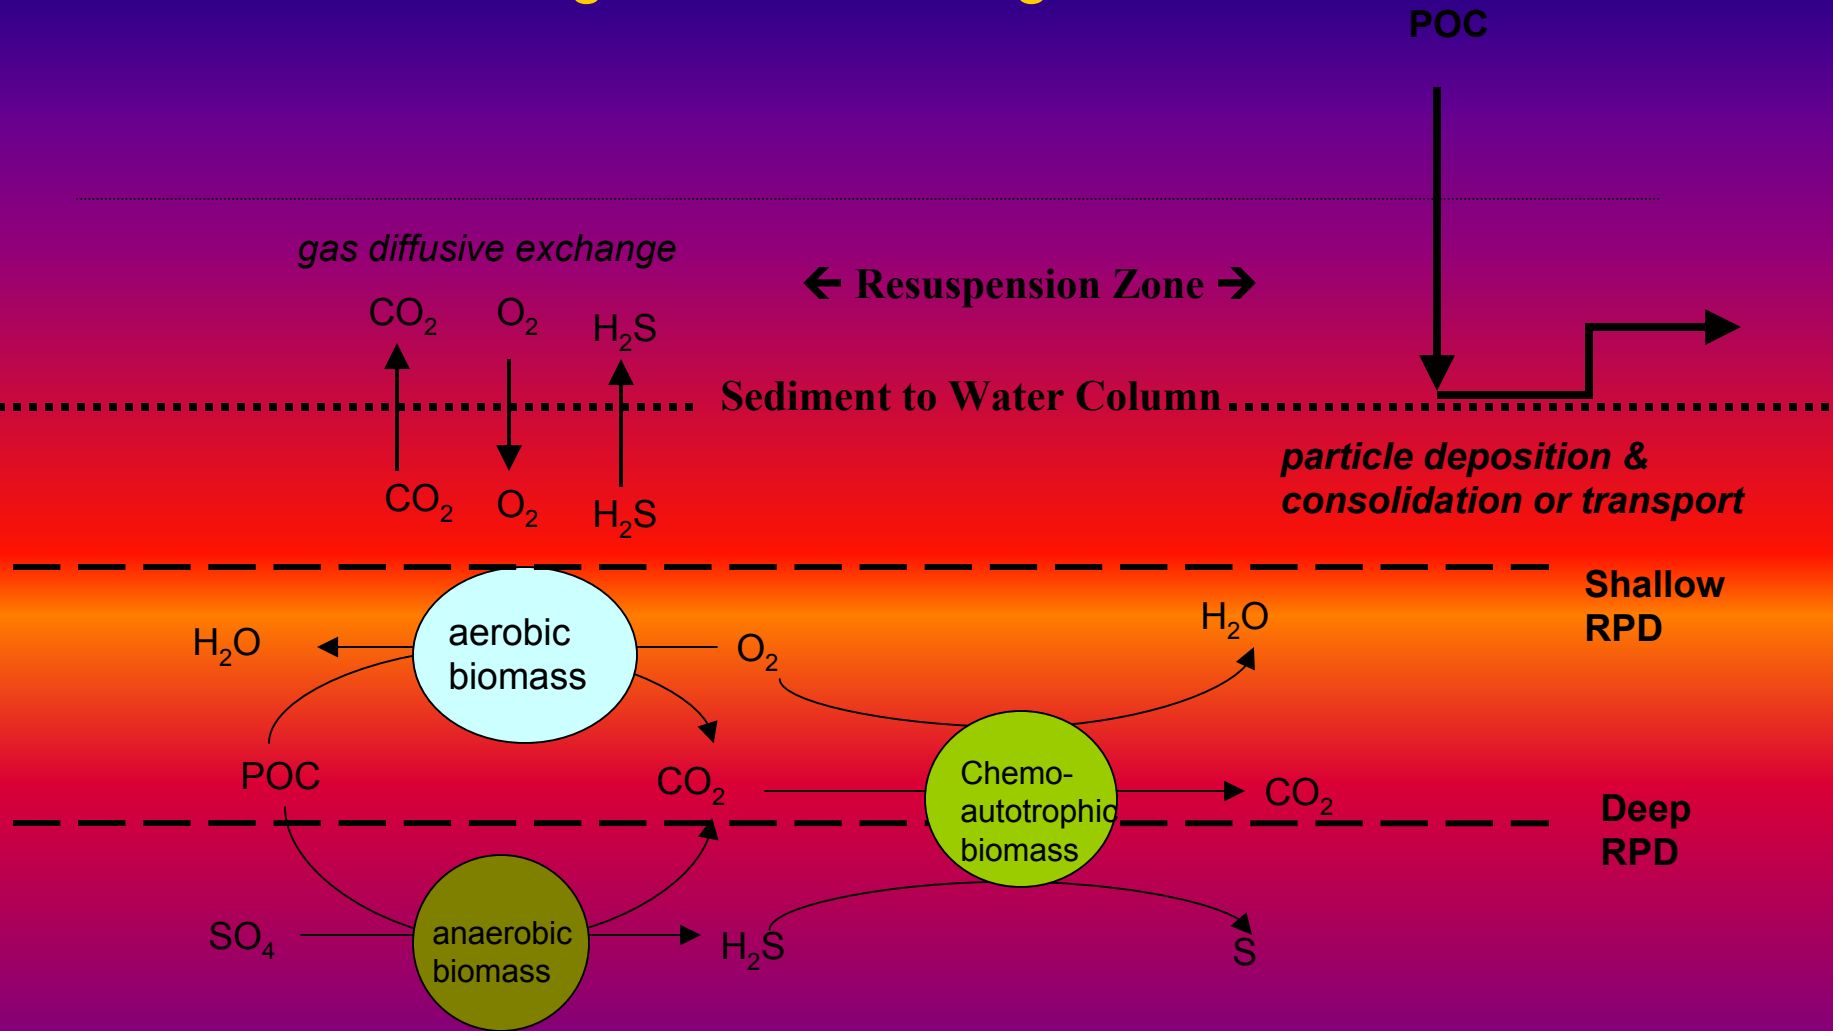 POC
gas diffusive exchange
← Resuspension Zone →
CO₂ O₂ H₂S
Sediment to Water Column
particle deposition &
consolidation or transport
CO₂ O₂ H₂S
Shallow
RPD
H₂O
aerobic
biomass
O₂
H₂O
POC
CO₂
Chemo-
autotrophic
biomass
CO₂
Deep
RPD
SO₄
anaerobic
biomass
H₂S
S